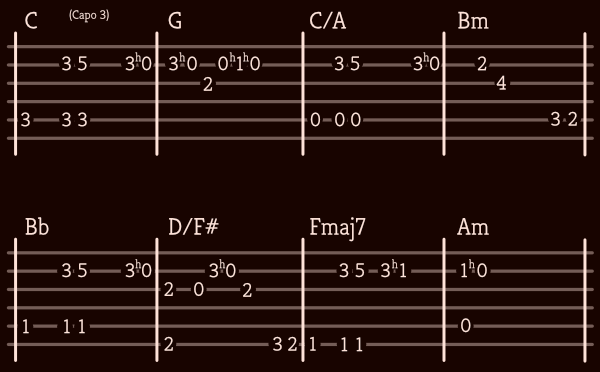 C (Capo 3) G C/A Bm
3 5 3h0 3h0 0h1h0 3 5 3h0 2
2 4
3 3 3 0 0 0 3 2
Bb D/F# Fmaj7 Am
3 5 3h0 3h0 3 5 3h1 1h0
2 0 2
1 1 1 0
2 3 2 1 1 1